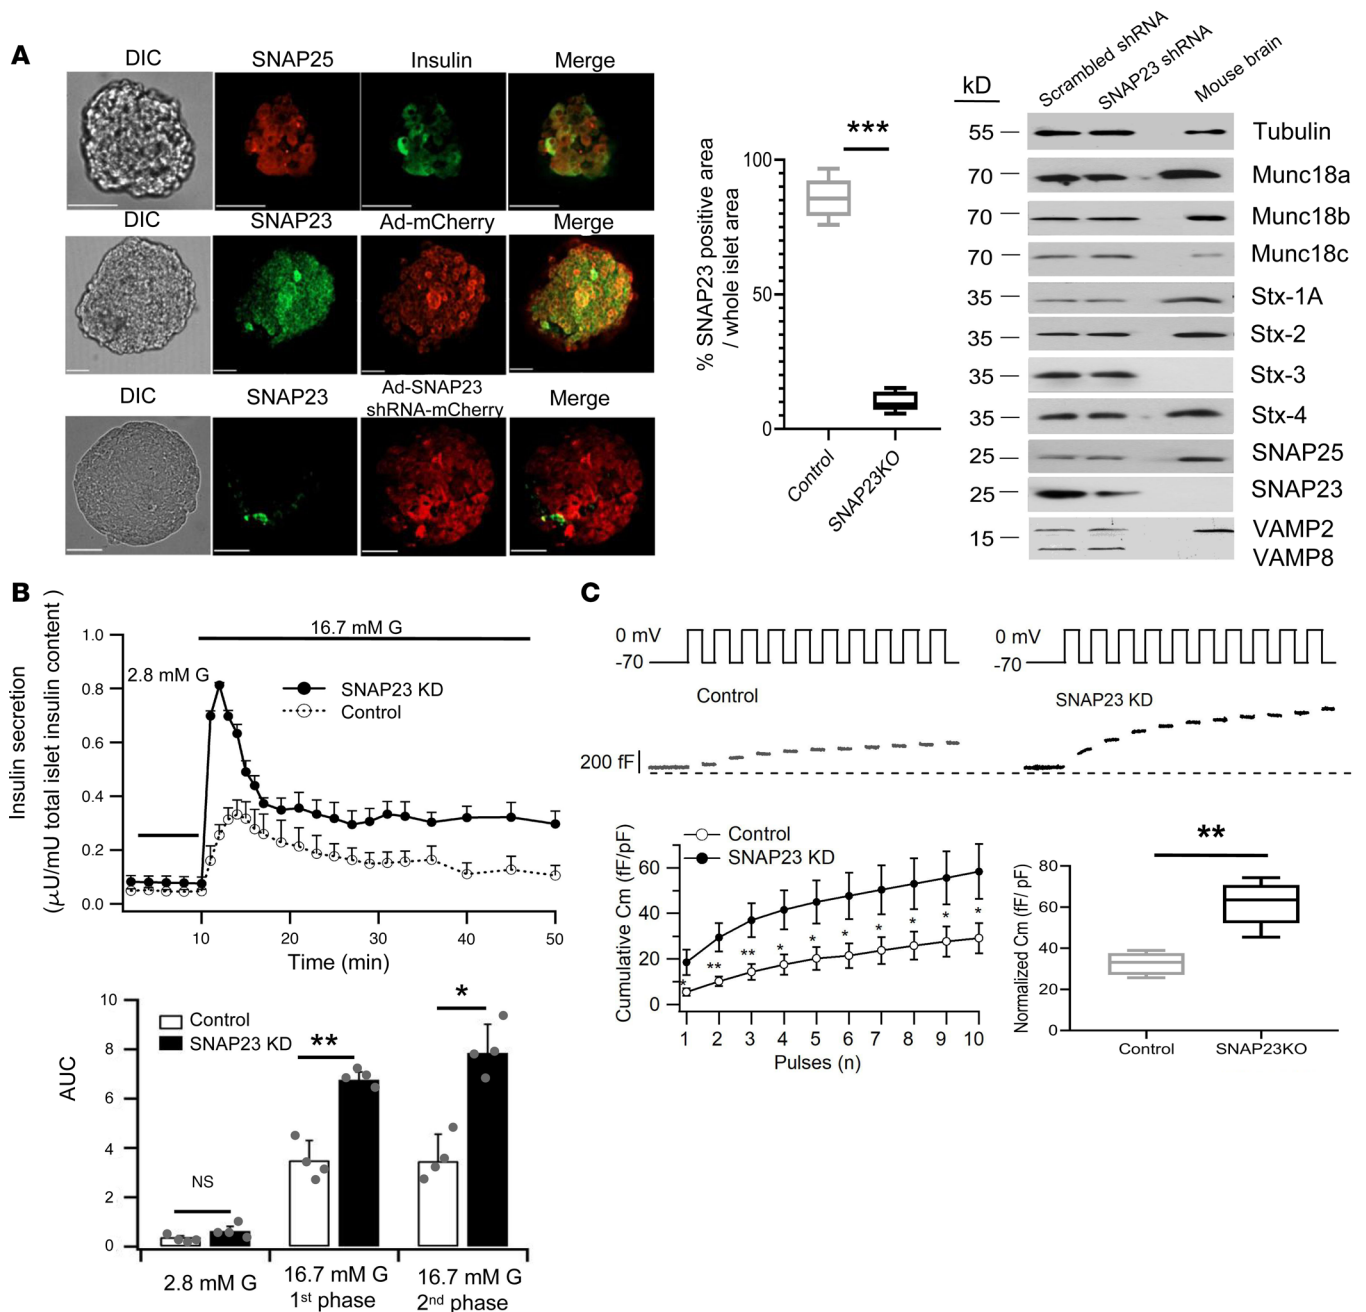 A
DIC
SNAP25
Insulin
Merge
DIC
SNAP23
Ad-mCherry
Merge
DIC
SNAP23
Ad-SNAP23
shRNA-mCherry
Merge
% SNAP23 positive area
/ whole islet area
100
50
0
***
Control
SNAP23KO
kD
Scrambled shRNA
SNAP23 shRNA
Mouse brain
55
Tubulin
70
Munc18a
70
Munc18b
70
Munc18c
35
Stx-1A
35
Stx-2
35
Stx-3
35
Stx-4
25
SNAP25
25
SNAP23
15
VAMP2
VAMP8
B
Insulin secretion
(μU/mU total islet insulin content )
1.0
0.8
0.6
0.4
0.2
0.0
16.7 mM G
2.8 mM G
SNAP23 KD
Control
10
20
30
40
50
Time (min)
AUC
10
8
6
4
2
0
Control
SNAP23 KD
NS
**
*
2.8 mM G
16.7 mM G
1st phase
16.7 mM G
2nd phase
C
0 mV
-70
0 mV
-70
Control
SNAP23 KD
200 fF
Control
SNAP23 KD
Cumulative Cm (fF/pF)
60
40
20
0
*
**
**
*
*
*
*
*
*
*
1
2
3
4
5
6
7
8
9
10
Pulses (n)
**
Normalized Cm (fF/ pF)
80
60
40
20
0
Control
SNAP23KO